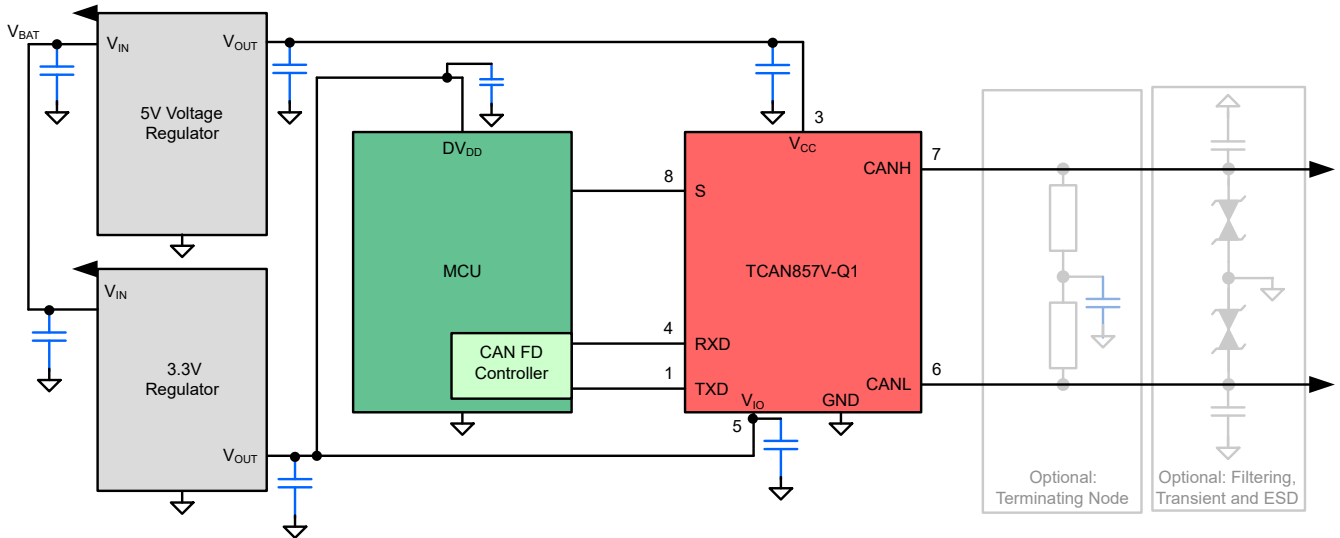 VBAT
VIN
VOUT
5V Voltage
Regulator
VIN
3.3V
Regulator
VOUT
DVDD
MCU
CAN FD
Controller
8
4
1
3
VCC
S
CANH
7
TCAN857V-Q1
RXD
TXD
VIO
5
GND
CANL
6
Optional:
Terminating Node
Optional: Filtering,
Transient and ESD